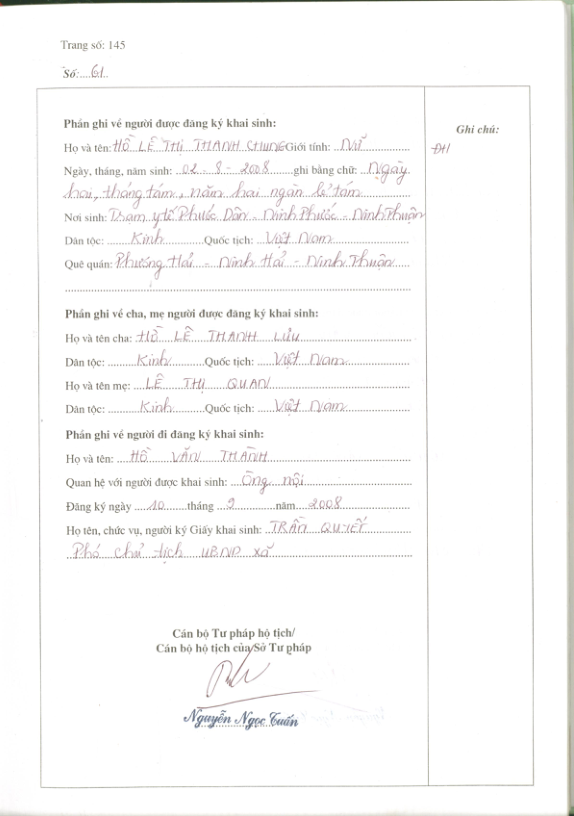 Trang số: 145
Số:....61..
Phần ghi về người được đăng ký khai sinh:
Ghi chú:
Họ và tên: HỒ LÊ THỊ THANH CHUNG Giới tính: ... Nữ
ĐH
Ngày, tháng, năm sinh: ..02 - 8 - 2008......ghi bằng chữ: ...Ngày
hai, tháng tám, năm hai ngàn lẻ tám
Nơi sinh: Trạm y tế Phước Dân - Ninh Phước - Ninh Thuận
Dân tộc: ........Kinh............Quốc tịch: ...Việt Nam
Quê quán: Phương Hải - Ninh Hải - Ninh Thuận
Phần ghi về cha, mẹ người được đăng ký khai sinh:
Họ và tên cha: HỒ LÊ THANH LƯU
Dân tộc: .........Kinh...........Quốc tịch: .....Việt Nam
Họ và tên mẹ: ...LÊ THỊ QUAN
Dân tộc: ..........Kinh.........Quốc tịch: .....Việt Nam
Phần ghi về người đi đăng ký khai sinh:
Họ và tên: ....HỒ VĂN THÀNH
Quan hệ với người được khai sinh: ...Ông nội
Đăng ký ngày ....10.......tháng ...9............năm ...2008
Họ tên, chức vụ, người ký Giấy khai sinh: ..TRẦN QUYẾT
Phó chủ tịch UBND xã
Cán bộ Tư pháp hộ tịch/
Cán bộ hộ tịch của Sở Tư pháp
Nguyễn Ngọc Tuấn